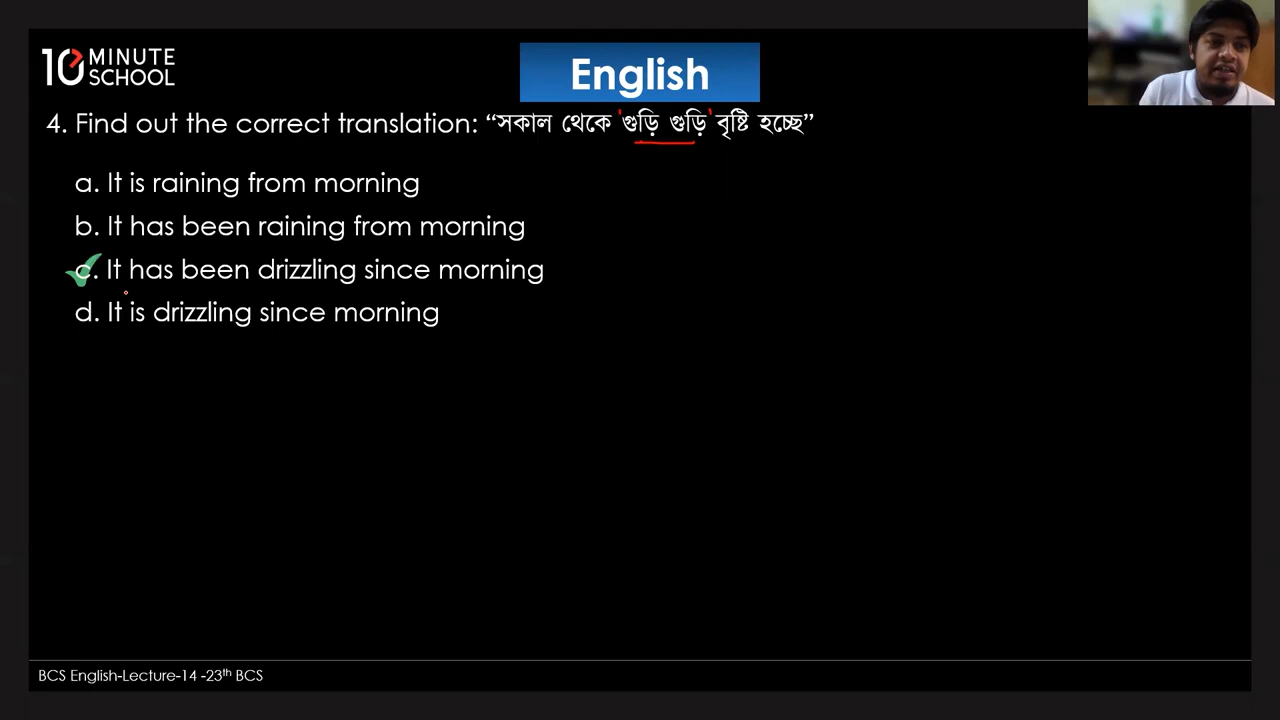 10 MINUTE SCHOOL
English
4. Find out the correct translation: “সকাল থেকে 'গুড়ি গুড়ি' বৃষ্টি হচ্ছে”
a. It is raining from morning
b. It has been raining from morning
c. It has been drizzling since morning
d. It is drizzling since morning
BCS English-Lecture-14 -23th BCS